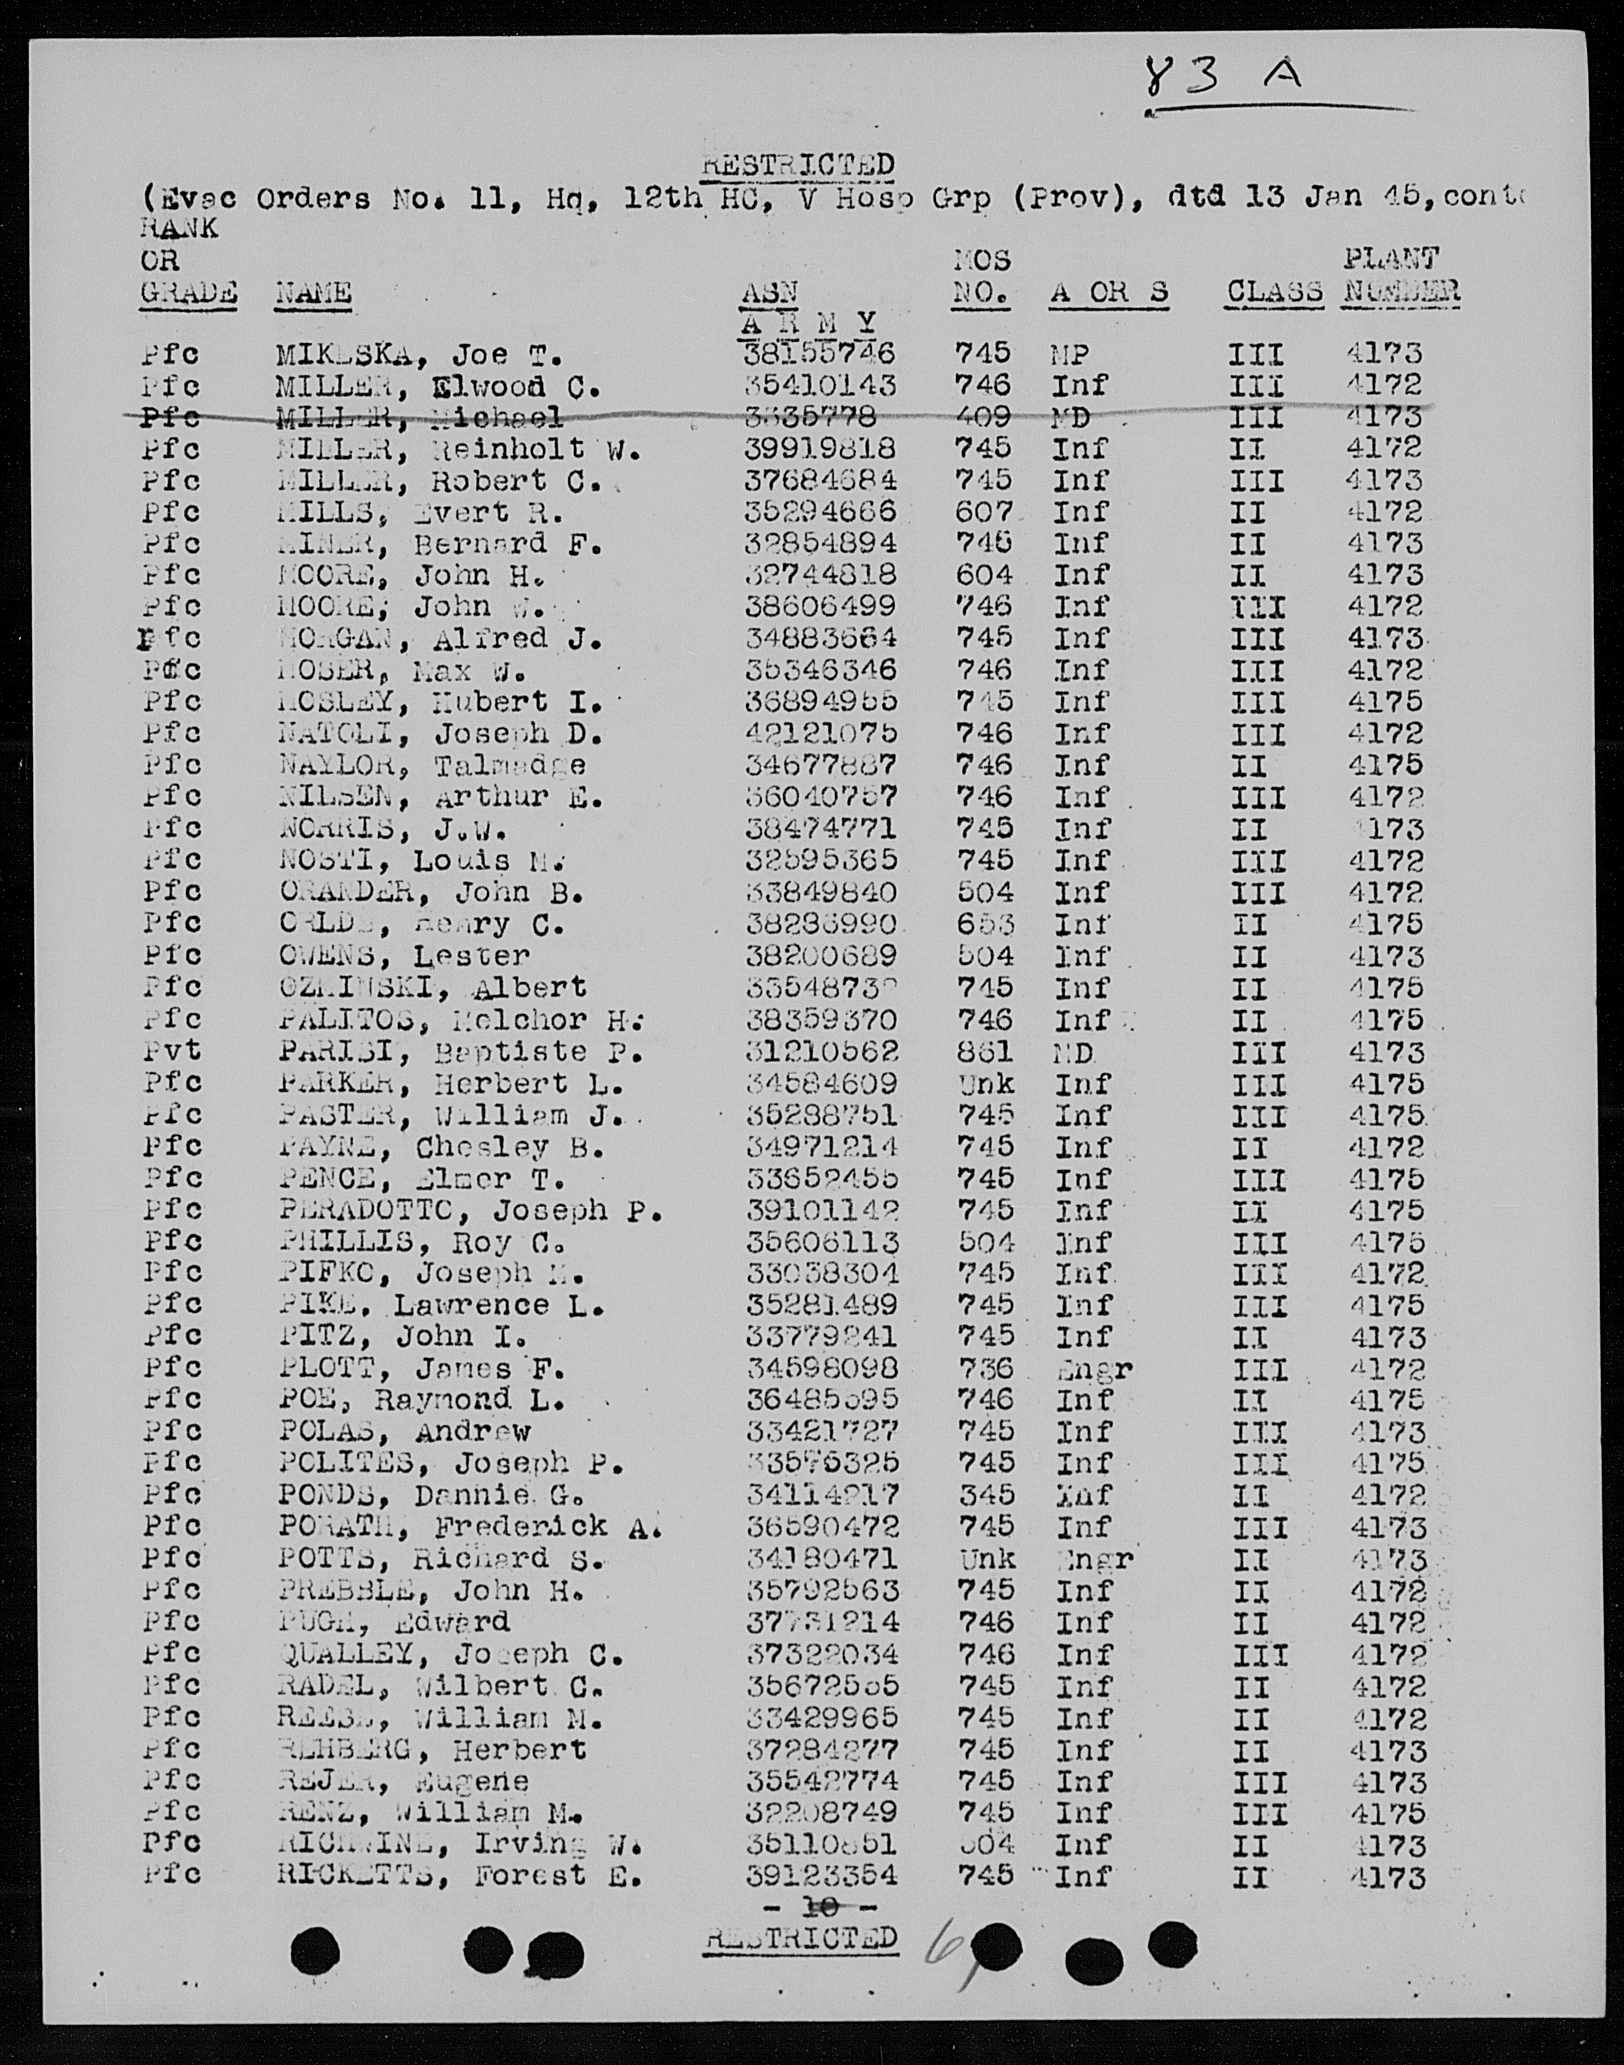 83 A
RESTRICTED
(Evac Orders No. 11, Hq, 12th HC, V Hosp Grp (Prov), dtd 13 Jan 45, contd
RANK
OR MOS PLANT
GRADE NAME ASN NO. A OR S CLASS NUMBER
A R M Y
Pfc MIKESKA, Joe T. 38155746 745 MP III 4173
Pfc MILLER, Elwood C. 35410143 746 Inf III 4172
Pfc MILLER, Michael 3335778 409 MD III 4173
Pfc MILLER, Reinholt W. 39919818 745 Inf II 4172
Pfc MILLER, Robert C. 37684684 745 Inf III 4173
Pfc MILLS, Evert R. 35294666 607 Inf II 4172
Pfc MINER, Bernard F. 32854894 746 Inf II 4173
Pfc MOORE, John H. 32744818 604 Inf II 4173
Pfc MOORE, John W. 38606499 746 Inf III 4172
Pfc MORGAN, Alfred J. 34883664 745 Inf III 4173
Pfc MOSER, Max W. 35346346 746 Inf III 4172
Pfc MOSLEY, Hubert I. 36894955 745 Inf III 4175
Pfc NATOLI, Joseph D. 42121075 746 Inf III 4172
Pfc NAYLOR, Talmadge 34677887 746 Inf II 4175
Pfc NILSEN, Arthur E. 36040757 746 Inf III 4172
Pfc NORRIS, J.W. 38474771 745 Inf II 4173
Pfc NOSTI, Louis M. 32595365 745 Inf III 4172
Pfc ORANDER, John B. 33849840 504 Inf III 4172
Pfc Henry C. 653 Inf II 4175
Pfc OWENS, Lester 38200689 504 Inf II 4173
Pfc OZMINSKI, Albert 745 Inf II 4175
Pfc PALITOS, Melchor H. 38359370 746 Inf II 4175
Pvt PARISI, Baptiste P. 31210562 861 MD III 4173
Pfc PARKER, Herbert L. 34584609 Unk Inf III 4175
Pfc PASTER, William J. 35288751 745 Inf III 4175
Pfc PAYNE, Chesley B. 34971214 745 Inf II 4172
Pfc PENCE, Elmer T. 33652455 745 Inf III 4175
Pfc PERADOTTO, Joseph P. 39101142 745 Inf II 4175
Pfc PHILLIS, Roy C. 35606113 504 Inf III 4175
Pfc PIFKO, Joseph M. 33038304 745 Inf III 4172
Pfc PIKE, Lawrence L. 35281489 745 Inf III 4175
Pfc PITZ, John I. 33779241 745 Inf II 4173
Pfc PLOTT, James F. 34598098 736 Engr III 4172
Pfc POE, Raymond L. 746 Inf II 4175
Pfc POLAS, Andrew 33421727 745 Inf III 4173
Pfc POLITES, Joseph P. 33576325 745 Inf III 4175
Pfc PONDS, Dannie G. 34114217 345 Inf II 4172
Pfc PORATH, Frederick A. 36590472 745 Inf III 4173
Pfc POTTS, Richard S. 34180471 Unk Engr II 4173
Pfc PREBBLE, John H. 35792563 745 Inf II 4172
Pfc PUGH, Edward 37731214 746 Inf II 4172
Pfc QUALLEY, Joseph C. 37322034 746 Inf III 4172
Pfc RADEL, Wilbert C. 745 Inf II 4172
Pfc REESE, William M. 33429965 745 Inf II 4172
Pfc REHBERG, Herbert 37284277 745 Inf II 4173
Pfc REJER, Eugene 35542774 745 Inf III 4173
Pfc RENZ, William M. 32208749 745 Inf III 4175
Pfc RICHWINE, Irving W. Inf II 4173
Pfc RICKETTS, Forest E. 39123354 745 Inf II 4173
- 10 -
RESTRICTED 6